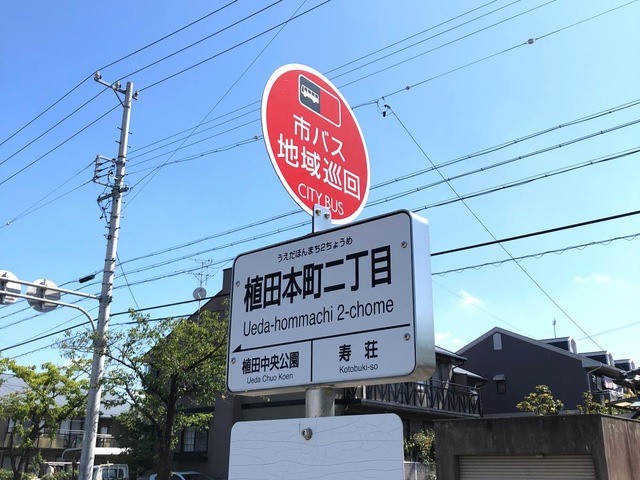 市バス
地域巡回
CITY BUS
うえだほんまち2ちょうめ
植田本町二丁目
Ueda-hommachi 2-chome
植田中央公園
Ueda Chuo Koen
寿荘
Kotobuki-so